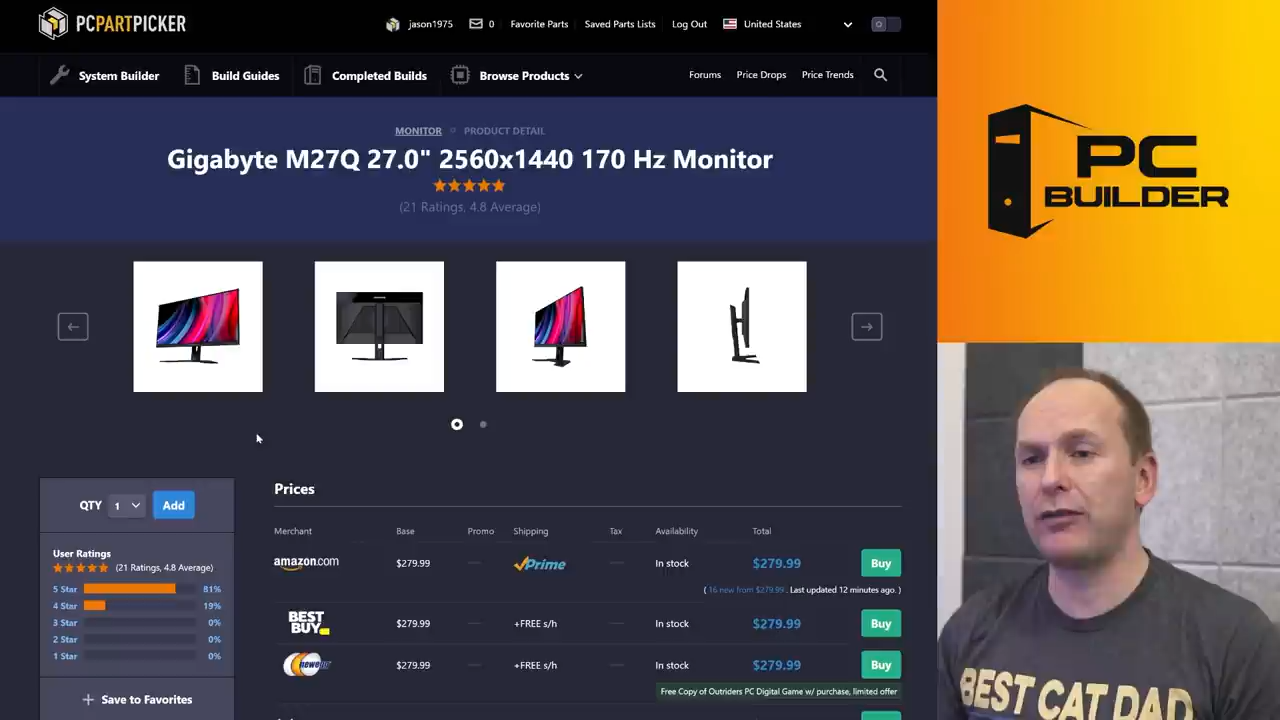 PCPARTPICKER
jason1975
0
Favorite Parts
Saved Parts Lists
Log Out
United States
System Builder
Build Guides
Completed Builds
Browse Products
Forums
Price Drops
Price Trends
MONITOR
PRODUCT DETAIL
Gigabyte M27Q 27.0" 2560x1440 170 Hz Monitor
(21 Ratings, 4.8 Average)
PC
BUILDER
QTY 1 Add
User Ratings
(21 Ratings, 4.8 Average)
5 Star 81%
4 Star 19%
3 Star 0%
2 Star 0%
1 Star 0%
+ Save to Favorites
Prices
Merchant Base Promo Shipping Tax Availability Total
amazon.com $279.99 — Prime — In stock $279.99 Buy
( 16 new from $279.99. Last updated 12 minutes ago. )
BEST BUY $279.99 — +FREE s/h — In stock $279.99 Buy
newegg $279.99 — +FREE s/h — In stock $279.99 Buy
Free Copy of Outriders PC Digital Game w/ purchase, limited offer
BEST CAT DAD